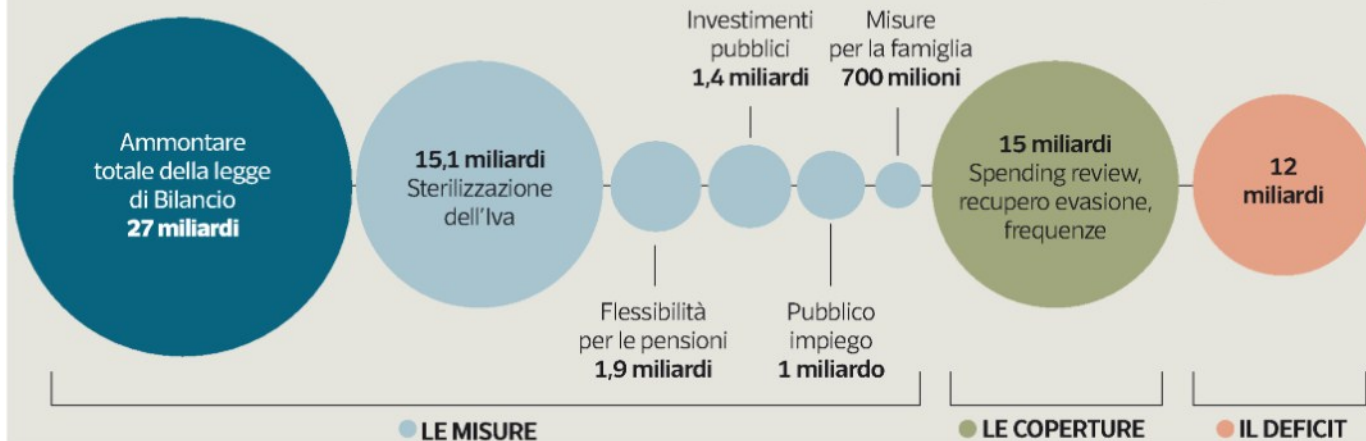 Ammontare
totale della legge
di Bilancio
27 miliardi
15,1 miliardi
Sterilizzazione
dell'Iva
Flessibilità
per le pensioni
1,9 miliardi
Investimenti
pubblici
1,4 miliardi
Pubblico
impiego
1 miliardo
Misure
per la famiglia
700 milioni
15 miliardi
Spending review,
recupero evasione,
frequenze
12
miliardi
LE MISURE
LE COPERTURE
IL DEFICIT